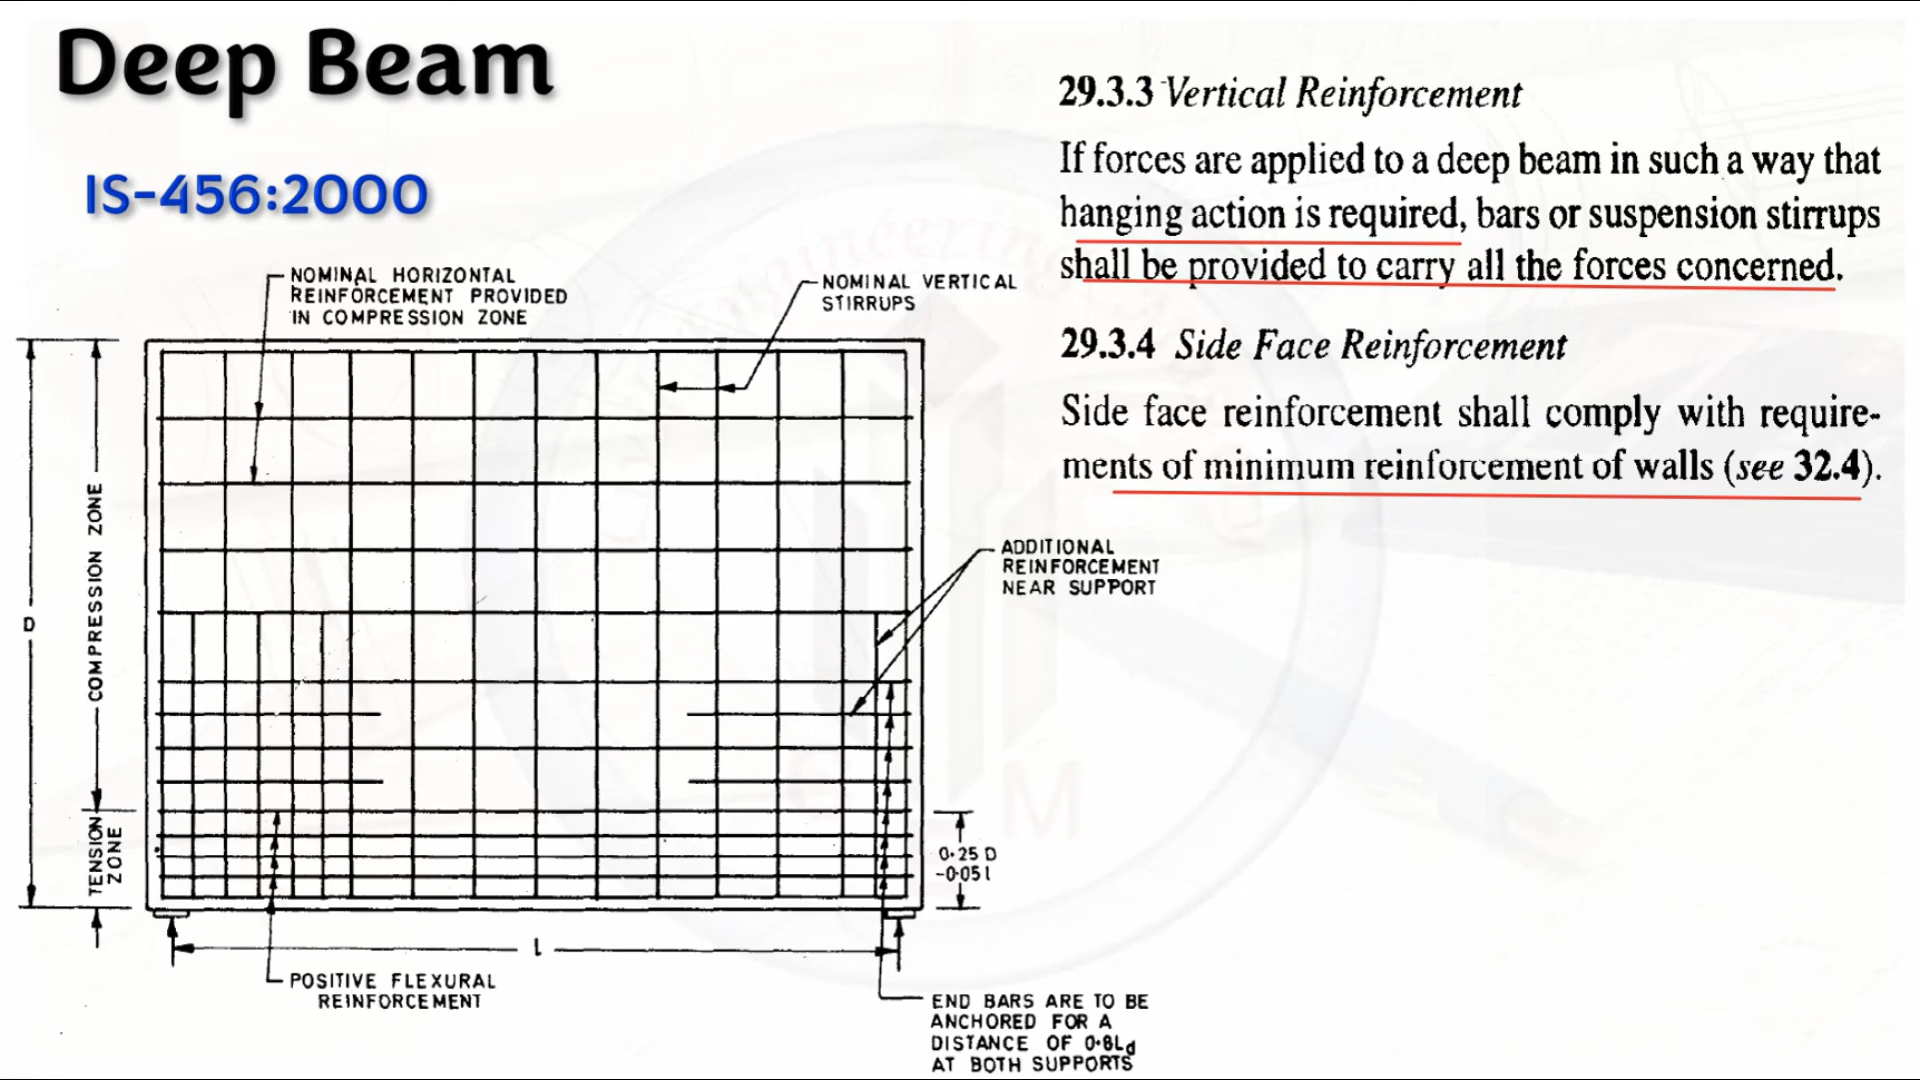 Deep Beam
IS-456:2000
NOMINAL HORIZONTAL
REINFORCEMENT PROVIDED
IN COMPRESSION ZONE
NOMINAL VERTICAL
STIRRUPS
D
COMPRESSION ZONE
TENSION
ZONE
ADDITIONAL
REINFORCEMENT
NEAR SUPPORT
0.25 D
-0.05 l
l
POSITIVE FLEXURAL
REINFORCEMENT
END BARS ARE TO BE
ANCHORED FOR A
DISTANCE OF 0.8Ld
AT BOTH SUPPORTS
29.3.3 Vertical Reinforcement
If forces are applied to a deep beam in such a way that
hanging action is required, bars or suspension stirrups
shall be provided to carry all the forces concerned.
29.3.4 Side Face Reinforcement
Side face reinforcement shall comply with require-
ments of minimum reinforcement of walls (see 32.4).